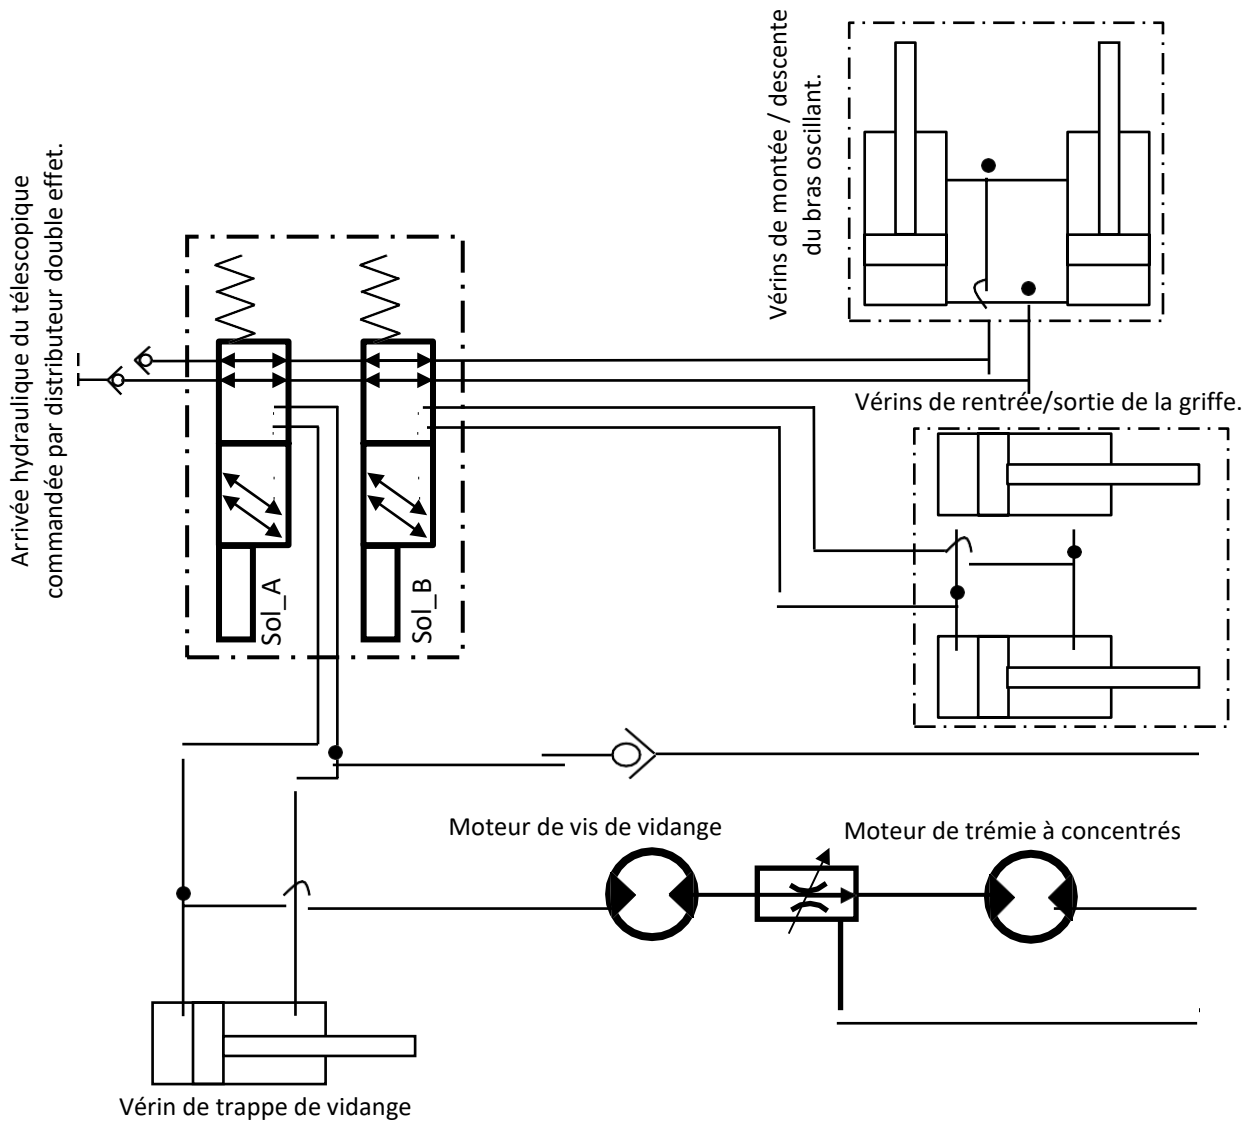 Arrivée hydraulique du télescopique
commandée par distributeur double effet.
Vérins de montée / descente
du bras oscillant.
Vérins de rentrée/sortie de la griffe.
Sol_A
Sol_B
Moteur de vis de vidange
Moteur de trémie à concentrés
Vérin de trappe de vidange